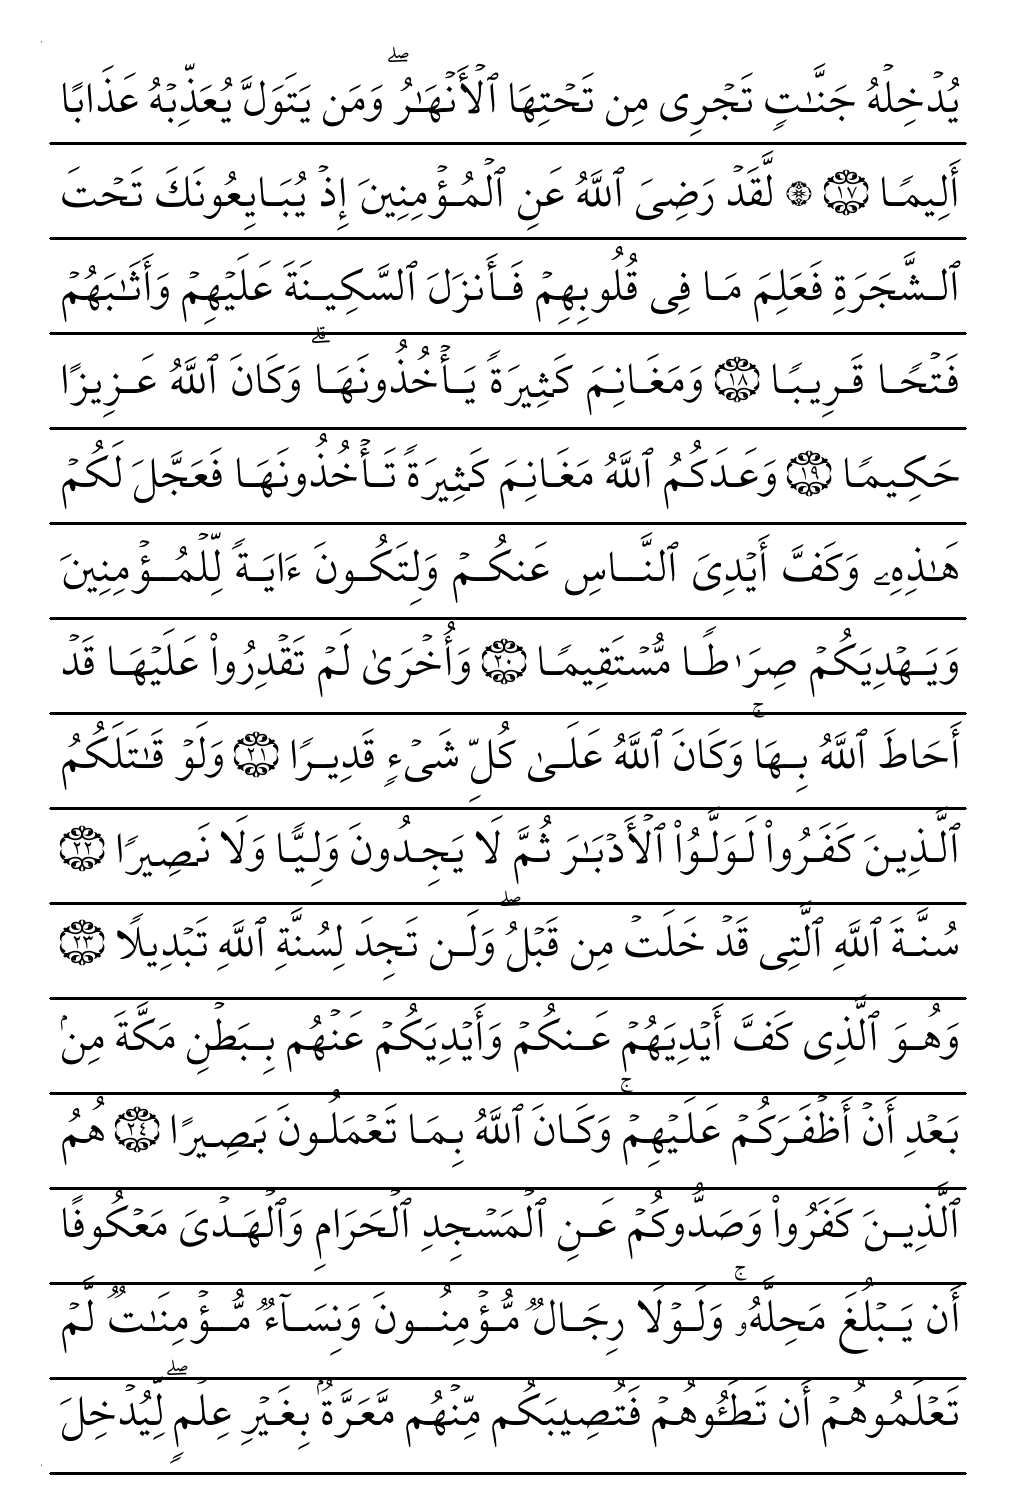 يُدۡخِلۡهُ جَنَّـٰتٍ تَجۡرِى مِن تَحۡتِهَا ٱلۡأَنۡهَـٰرُ ۖ وَمَن يَتَوَلَّ يُعَذِّبۡهُ عَذَابًا
أَلِيمًا ١٧ ۞ لَّقَدۡ رَضِىَ ٱللَّهُ عَنِ ٱلۡمُؤۡمِنِينَ إِذۡ يُبَايِعُونَكَ تَحۡتَ
ٱلشَّجَرَةِ فَعَلِمَ مَا فِى قُلُوبِهِمۡ فَأَنزَلَ ٱلسَّكِينَةَ عَلَيۡهِمۡ وَأَثَـٰبَهُمۡ
فَتۡحًا قَرِيبًا ١٨ وَمَغَانِمَ كَثِيرَةً يَأۡخُذُونَهَا ۗ وَكَانَ ٱللَّهُ عَزِيزًا
حَكِيمًا ١٩ وَعَدَكُمُ ٱللَّهُ مَغَانِمَ كَثِيرَةً تَأۡخُذُونَهَا فَعَجَّلَ لَكُمۡ
هَـٰذِهِۦ وَكَفَّ أَيۡدِىَ ٱلنَّاسِ عَنكُمۡ وَلِتَكُونَ ءَايَةً لِّلۡمُؤۡمِنِينَ
وَيَهۡدِيَكُمۡ صِرَٰطًا مُّسۡتَقِيمًا ٢٠ وَأُخۡرَىٰ لَمۡ تَقۡدِرُوا۟ عَلَيۡهَا قَدۡ
أَحَاطَ ٱللَّهُ بِهَا ۚ وَكَانَ ٱللَّهُ عَلَىٰ كُلِّ شَىۡءٍ قَدِيرًا ٢١ وَلَوۡ قَـٰتَلَكُمُ
ٱلَّذِينَ كَفَرُوا۟ لَوَلَّوُا۟ ٱلۡأَدۡبَـٰرَ ثُمَّ لَا يَجِدُونَ وَلِيًّا وَلَا نَصِيرًا ٢٢
سُنَّةَ ٱللَّهِ ٱلَّتِى قَدۡ خَلَتۡ مِن قَبۡلُ ۖ وَلَن تَجِدَ لِسُنَّةِ ٱللَّهِ تَبۡدِيلًا ٢٣
وَهُوَ ٱلَّذِى كَفَّ أَيۡدِيَهُمۡ عَنكُمۡ وَأَيۡدِيَكُمۡ عَنۡهُم بِبَطۡنِ مَكَّةَ مِنۢ
بَعۡدِ أَنۡ أَظۡفَرَكُمۡ عَلَيۡهِمۡ ۚ وَكَانَ ٱللَّهُ بِمَا تَعۡمَلُونَ بَصِيرًا ٢٤ هُمُ
ٱلَّذِينَ كَفَرُوا۟ وَصَدُّوكُمۡ عَنِ ٱلۡمَسۡجِدِ ٱلۡحَرَامِ وَٱلۡهَدۡىَ مَعۡكُوفًا
أَن يَبۡلُغَ مَحِلَّهُۥ ۚ وَلَوۡلَا رِجَالٌ مُّؤۡمِنُونَ وَنِسَآءٌ مُّؤۡمِنَـٰتٌ لَّمۡ
تَعۡلَمُوهُمۡ أَن تَطَـُٔوهُمۡ فَتُصِيبَكُم مِّنۡهُم مَّعَرَّةٌۢ بِغَيۡرِ عِلۡمٍ ۖ لِّيُدۡخِلَ